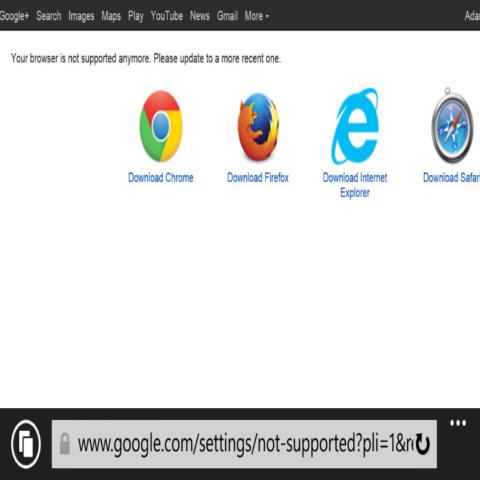 Google+ Search Images Maps Play YouTube News Gmail More
Your browser is not supported anymore. Please update to a more recent one.
Download Chrome
Download Firefox
Download Internet
Explorer
Download Safari
www.google.com/settings/not-supported?pli=1&r